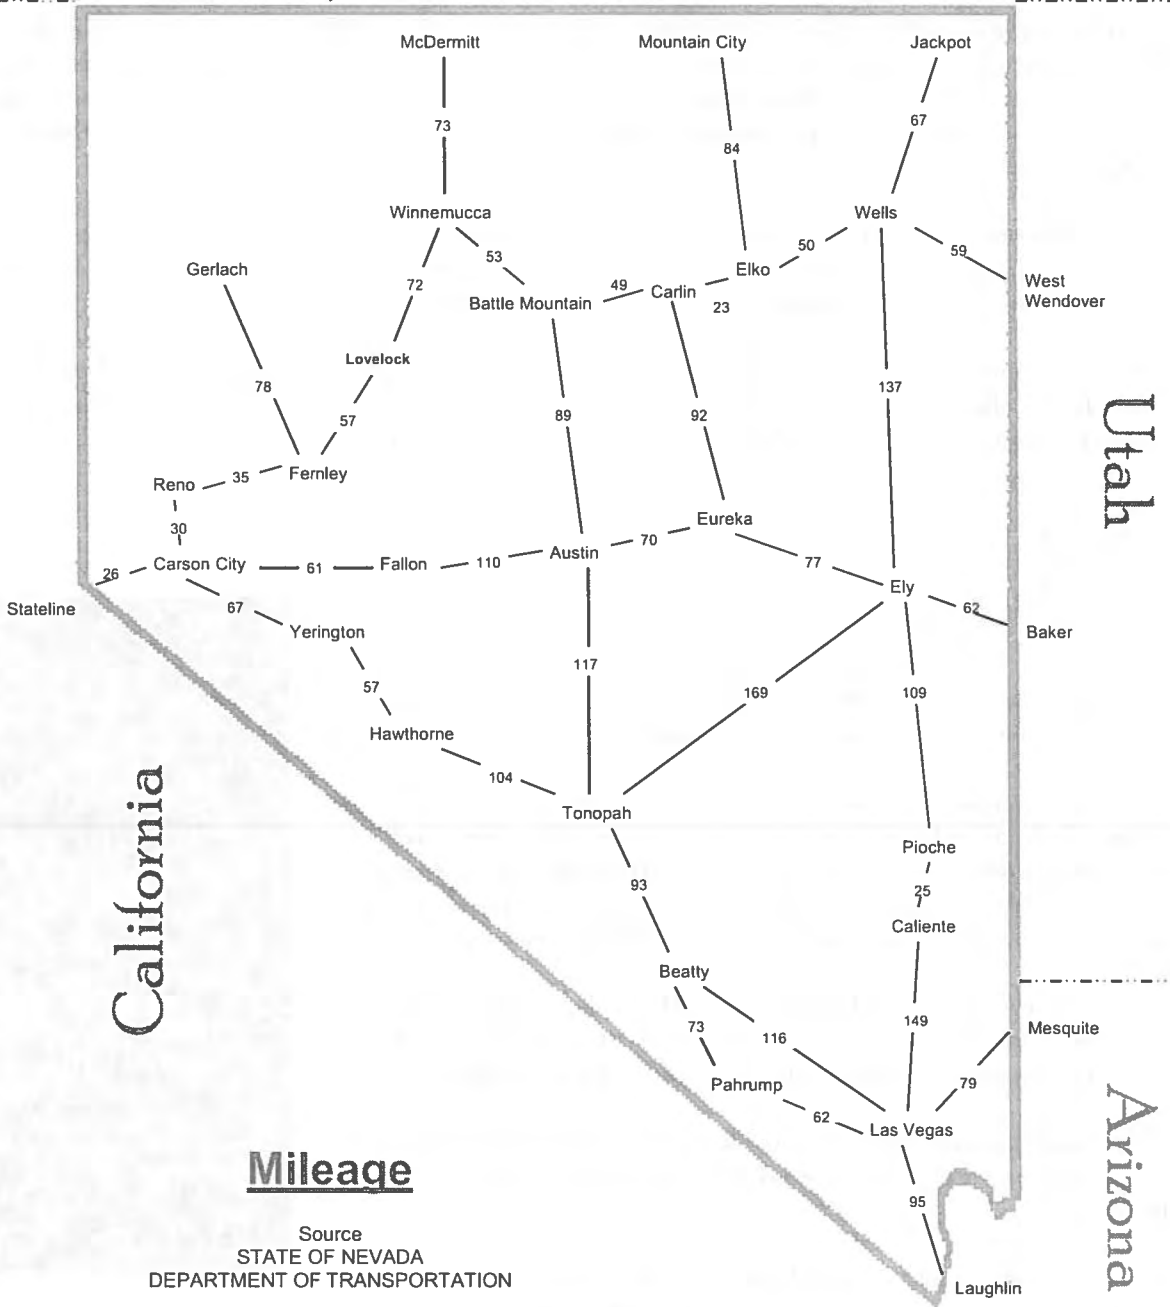 McDermitt
Mountain City
Jackpot
73
84
67
Winnemucca
Wells
53
50
59
Gerlach
72
Elko
49
Carlin
23
West
Wendover
Battle Mountain
Lovelock
78
57
89
92
137
Utah
Reno
35
Fernley
30
Eureka
70
Austin
26
Carson City
61
Fallon
110
77
Ely
62
Stateline
67
Yerington
Baker
57
117
169
109
Hawthorne
104
California
Tonopah
Pioche
93
25
Caliente
Beatty
73
116
149
Mesquite
79
Pahrump
62
Las Vegas
Arizona
Mileage
95
Source
STATE OF NEVADA
DEPARTMENT OF TRANSPORTATION
Laughlin